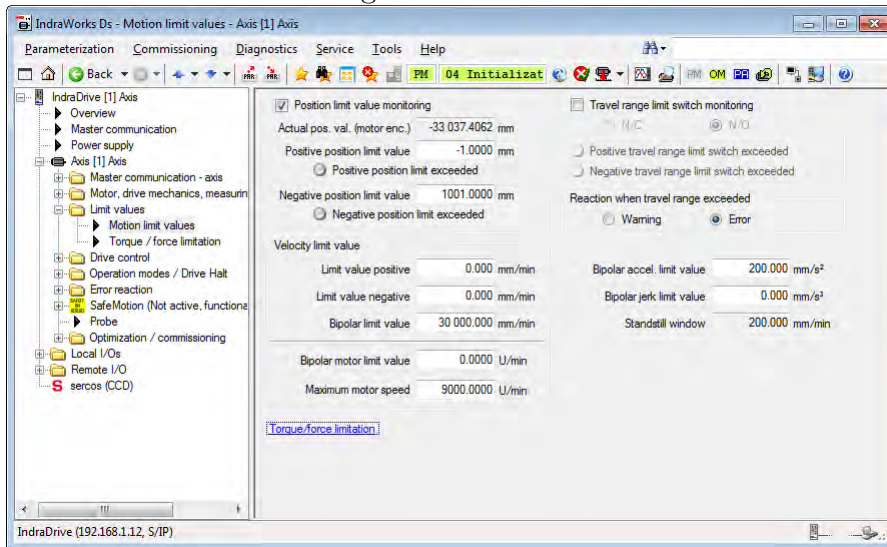 IndraWorks Ds - Motion limit values - Axis [1] Axis
Parameterization Commissioning Diagnostics Service Tools Help
Back PM 04 Initializat PM OM
IndraDrive [1] Axis
Overview
Master communication
Power supply
Axis [1] Axis
Master communication - axis
Motor, drive mechanics, measurin
Limit values
Motion limit values
Torque / force limitation
Drive control
Operation modes / Drive Halt
Error reaction
SafeMotion (Not active, functiona
Probe
Optimization / commissioning
Local I/Os
Remote I/O
S sercos (CCD)
Position limit value monitoring
Actual pos. val. (motor enc.) -33 037.4062 mm
Positive position limit value -1.0000 mm
Positive position limit exceeded
Negative position limit value 1001.0000 mm
Negative position limit exceeded
Velocity limit value
Limit value positive 0.000 mm/min
Limit value negative 0.000 mm/min
Bipolar limit value 30 000.000 mm/min
Bipolar motor limit value 0.0000 U/min
Maximum motor speed 9000.0000 U/min
Torque/force limitation
Travel range limit switch monitoring
N/C N/O
Positive travel range limit switch exceeded
Negative travel range limit switch exceeded
Reaction when travel range exceeded
Warning Error
Bipolar accel. limit value 200.000 mm/s²
Bipolar jerk limit value 0.000 mm/s³
Standstill window 200.000 mm/min
IndraDrive (192.168.1.12, S/IP)